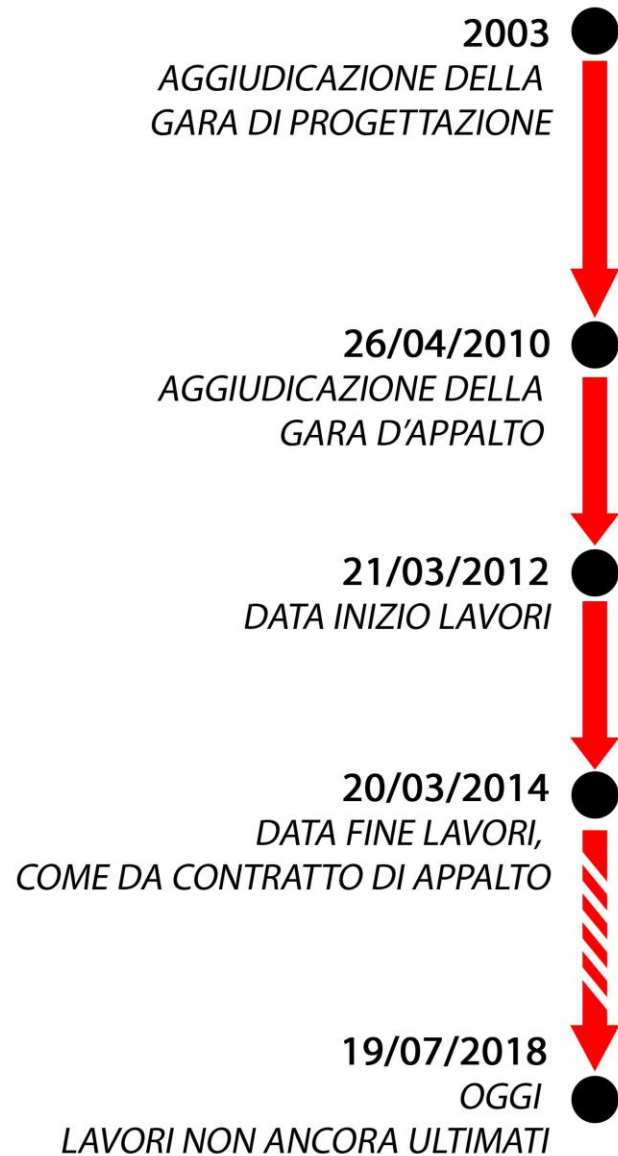 2003
AGGIUDICAZIONE DELLA
GARA DI PROGETTAZIONE
26/04/2010
AGGIUDICAZIONE DELLA
GARA D'APPALTO
21/03/2012
DATA INIZIO LAVORI
20/03/2014
DATA FINE LAVORI,
COME DA CONTRATTO DI APPALTO
19/07/2018
OGGI
LAVORI NON ANCORA ULTIMATI